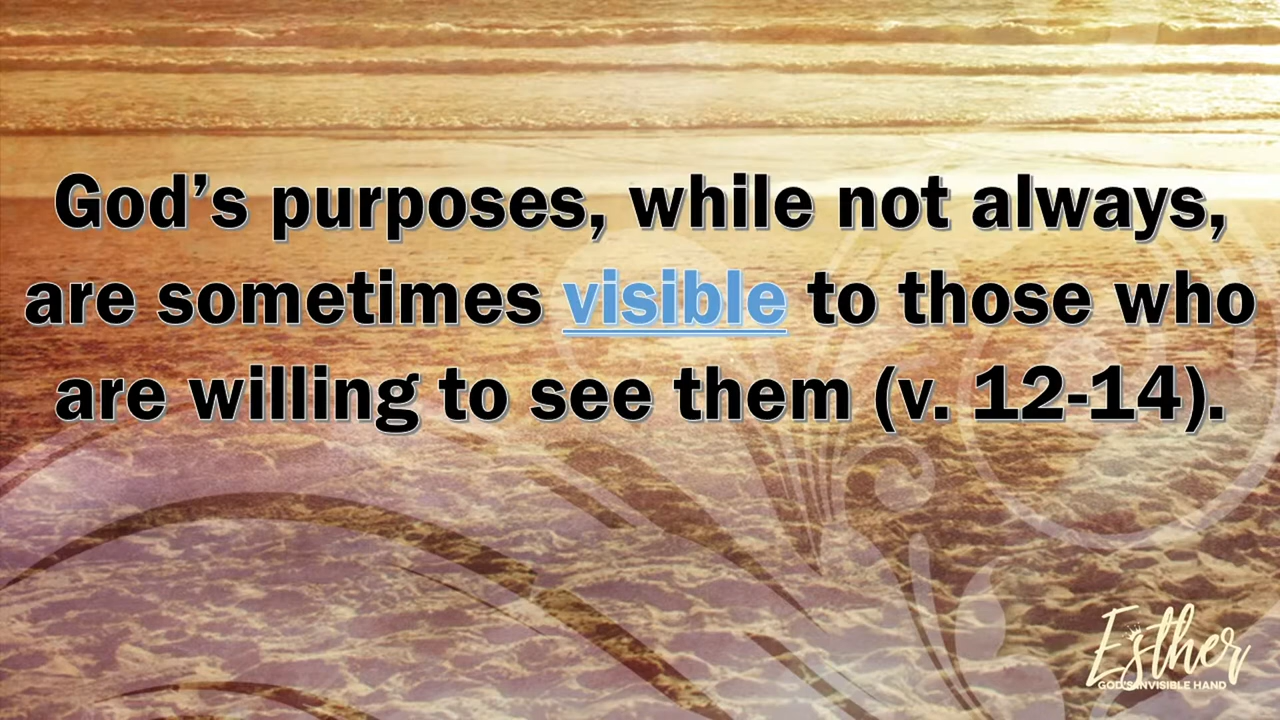 God’s purposes, while not always,
are sometimes visible to those who
are willing to see them (v. 12-14).
Esther
GOD'S INVISIBLE HAND